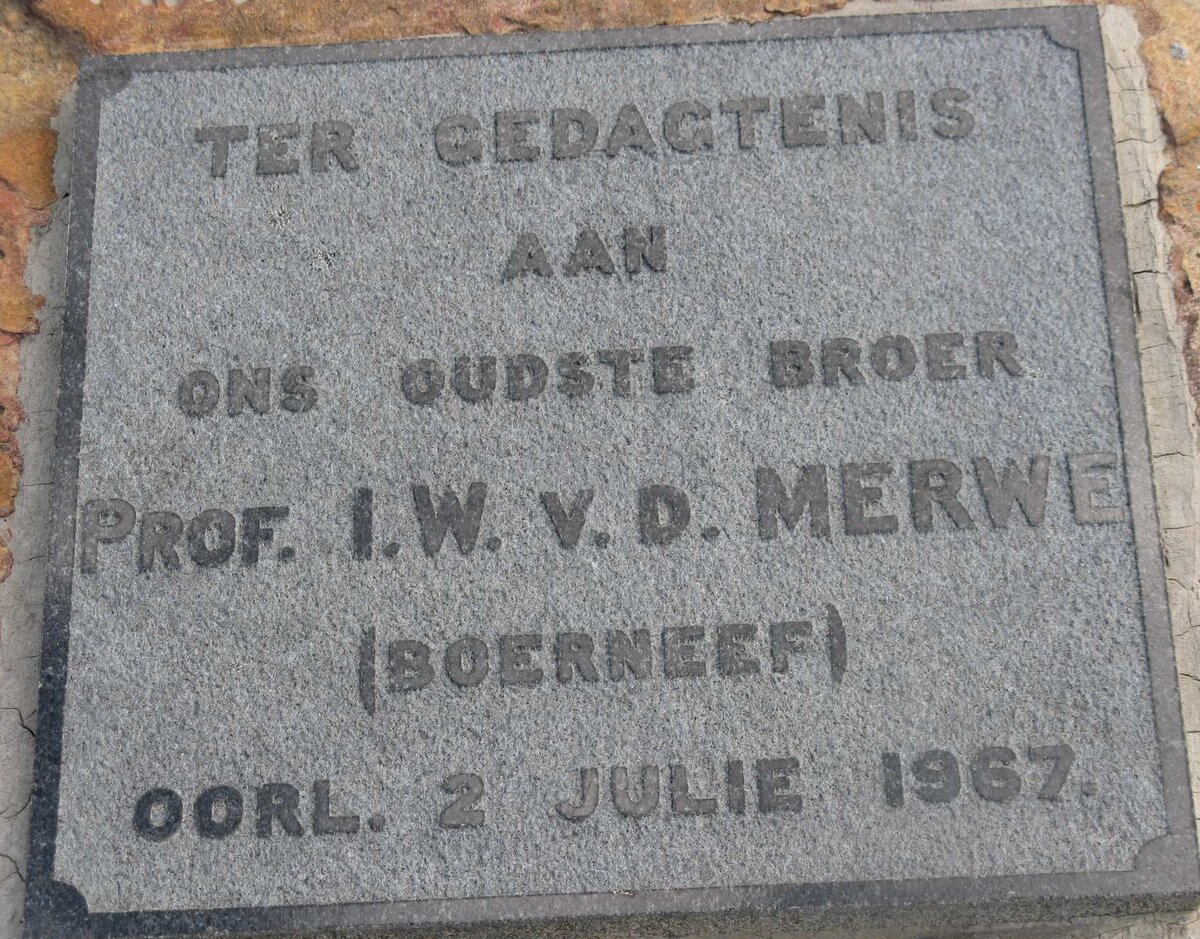 TER GEDAGTENIS
AAN
ONS OUDSTE BROER
PROF. I.W. V.D. MERWE
(BOERNEEF)
OORL. 2 JULIE 1967.